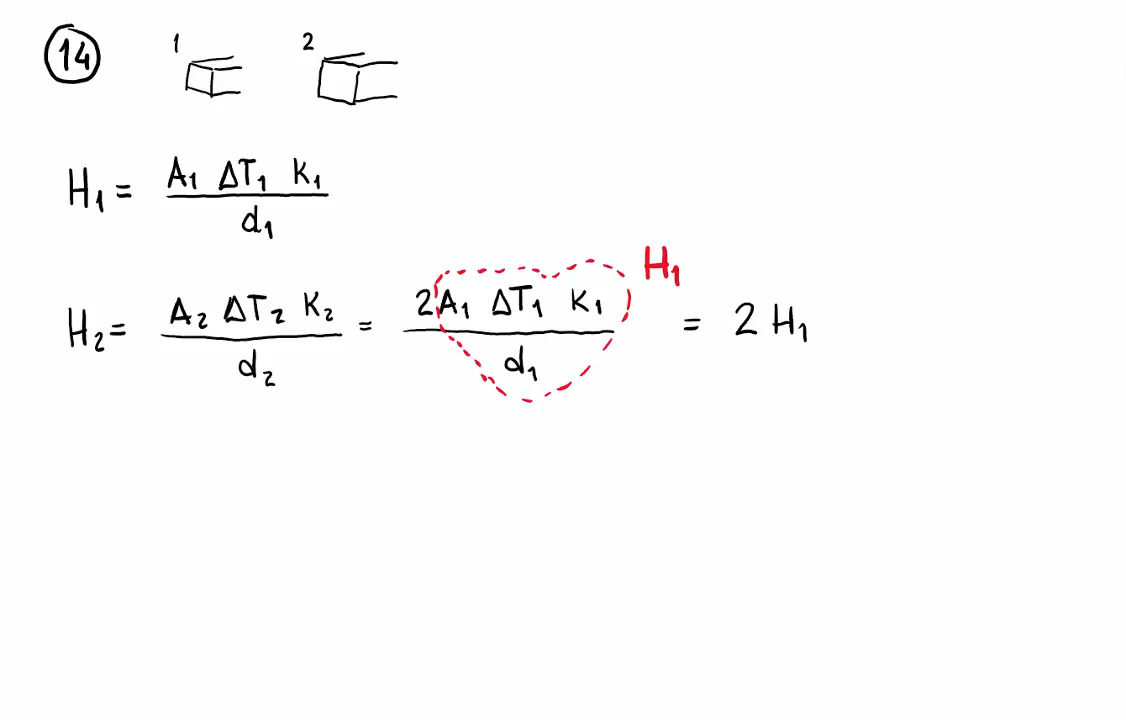 14 1 2
H₁ = A₁ ΔT₁ K₁ / d₁
H₁
H₂ = A₂ ΔT₂ K₂ / d₂ = 2A₁ ΔT₁ K₁ / d₁ = 2 H₁